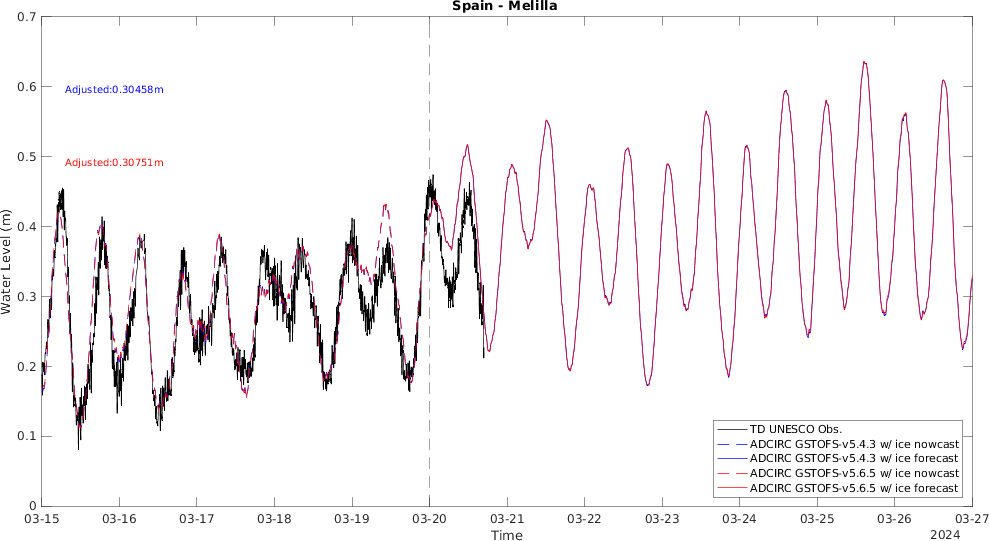 Spain - Melilla
0.7
0.6
0.5
0.4
0.3
0.2
0.1
0
Water Level (m)
Adjusted:0.30458m
Adjusted:0.30751m
TD UNESCO Obs.
ADCIRC GSTOFS-v5.4.3 w/ ice nowcast
ADCIRC GSTOFS-v5.4.3 w/ ice forecast
ADCIRC GSTOFS-v5.6.5 w/ ice nowcast
ADCIRC GSTOFS-v5.6.5 w/ ice forecast
03-15 03-16 03-17 03-18 03-19 03-20 03-21 03-22 03-23 03-24 03-25 03-26 03-27
Time
2024